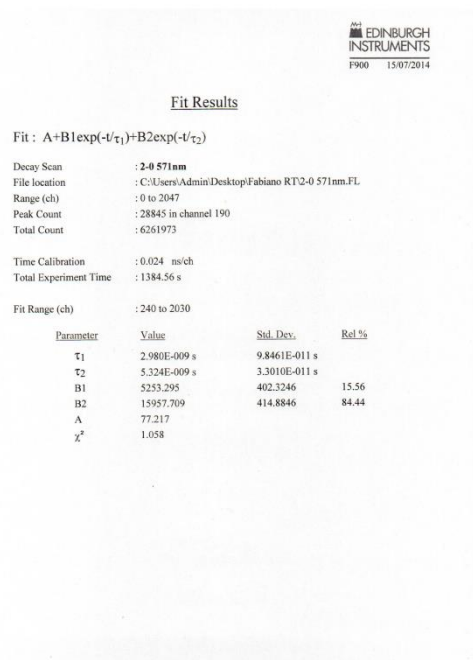 EDINBURGH
INSTRUMENTS
F900 15/07/2014
Fit Results
Fit : A+B1exp(-t/τ1)+B2exp(-t/τ2)
Decay Scan : 2-0 571nm
File location : C:\Users\Admin\Desktop\Fabiano RT\2-0 571nm.FL
Range (ch) : 0 to 2047
Peak Count : 28845 in channel 190
Total Count : 6261973
Time Calibration : 0.024 ns/ch
Total Experiment Time : 1384.56 s
Fit Range (ch) : 240 to 2030
Parameter Value Std. Dev. Rel %
τ1 2.980E-009 s 9.8461E-011 s
τ2 5.324E-009 s 3.3010E-011 s
B1 5253.295 402.3246 15.56
B2 15957.709 414.8846 84.44
A 77.217
χ² 1.058